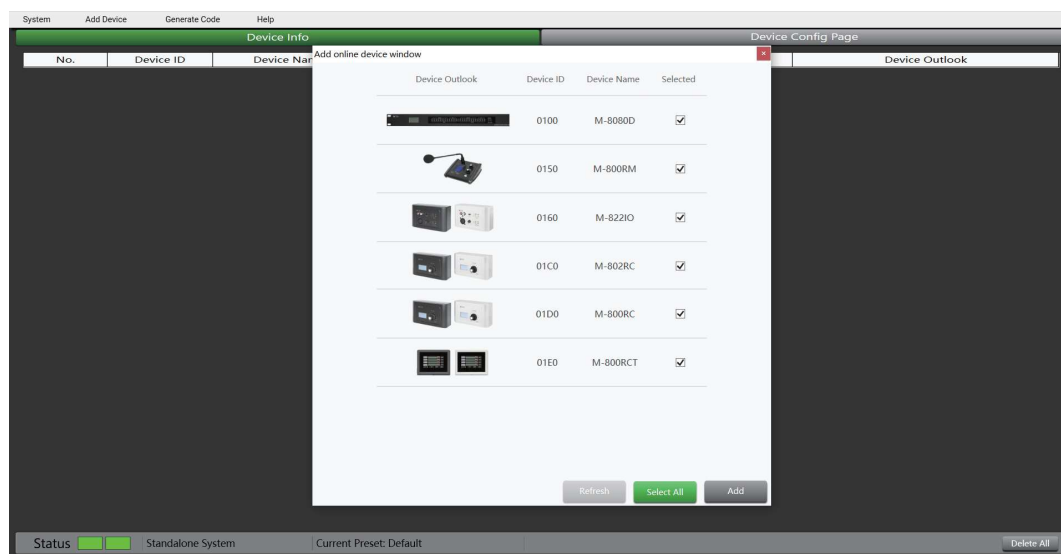 System Add Device Generate Code Help
Device Info Device Config Page
No. Device ID Device Nar Device Outlook
Add online device window
Device Outlook Device ID Device Name Selected
0100 M-8080D
0150 M-800RM
0160 M-822IO
01C0 M-802RC
01D0 M-800RC
01E0 M-800RCT
Refresh Select All Add
Status Standalone System Current Preset: Default Delete All